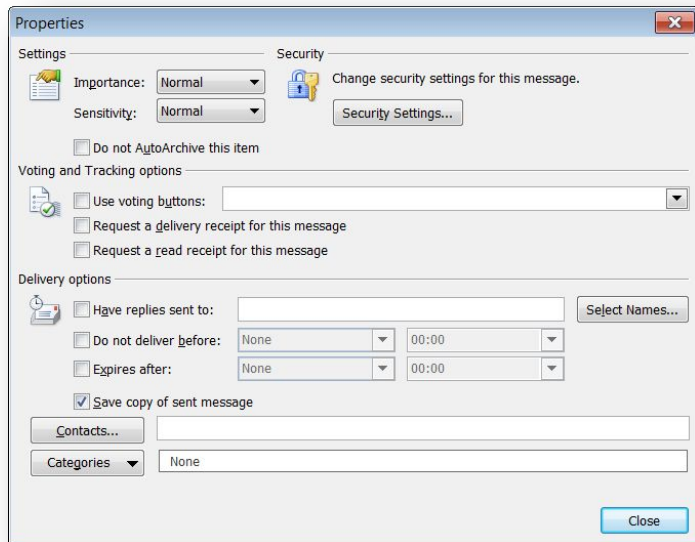 Properties
Settings
Security
Importance: Normal
Change security settings for this message.
Sensitivity: Normal
Security Settings...
Do not AutoArchive this item
Voting and Tracking options
Use voting buttons:
Request a delivery receipt for this message
Request a read receipt for this message
Delivery options
Have replies sent to:
Select Names...
Do not deliver before: None 00:00
Expires after: None 00:00
Save copy of sent message
Contacts...
Categories None
Close